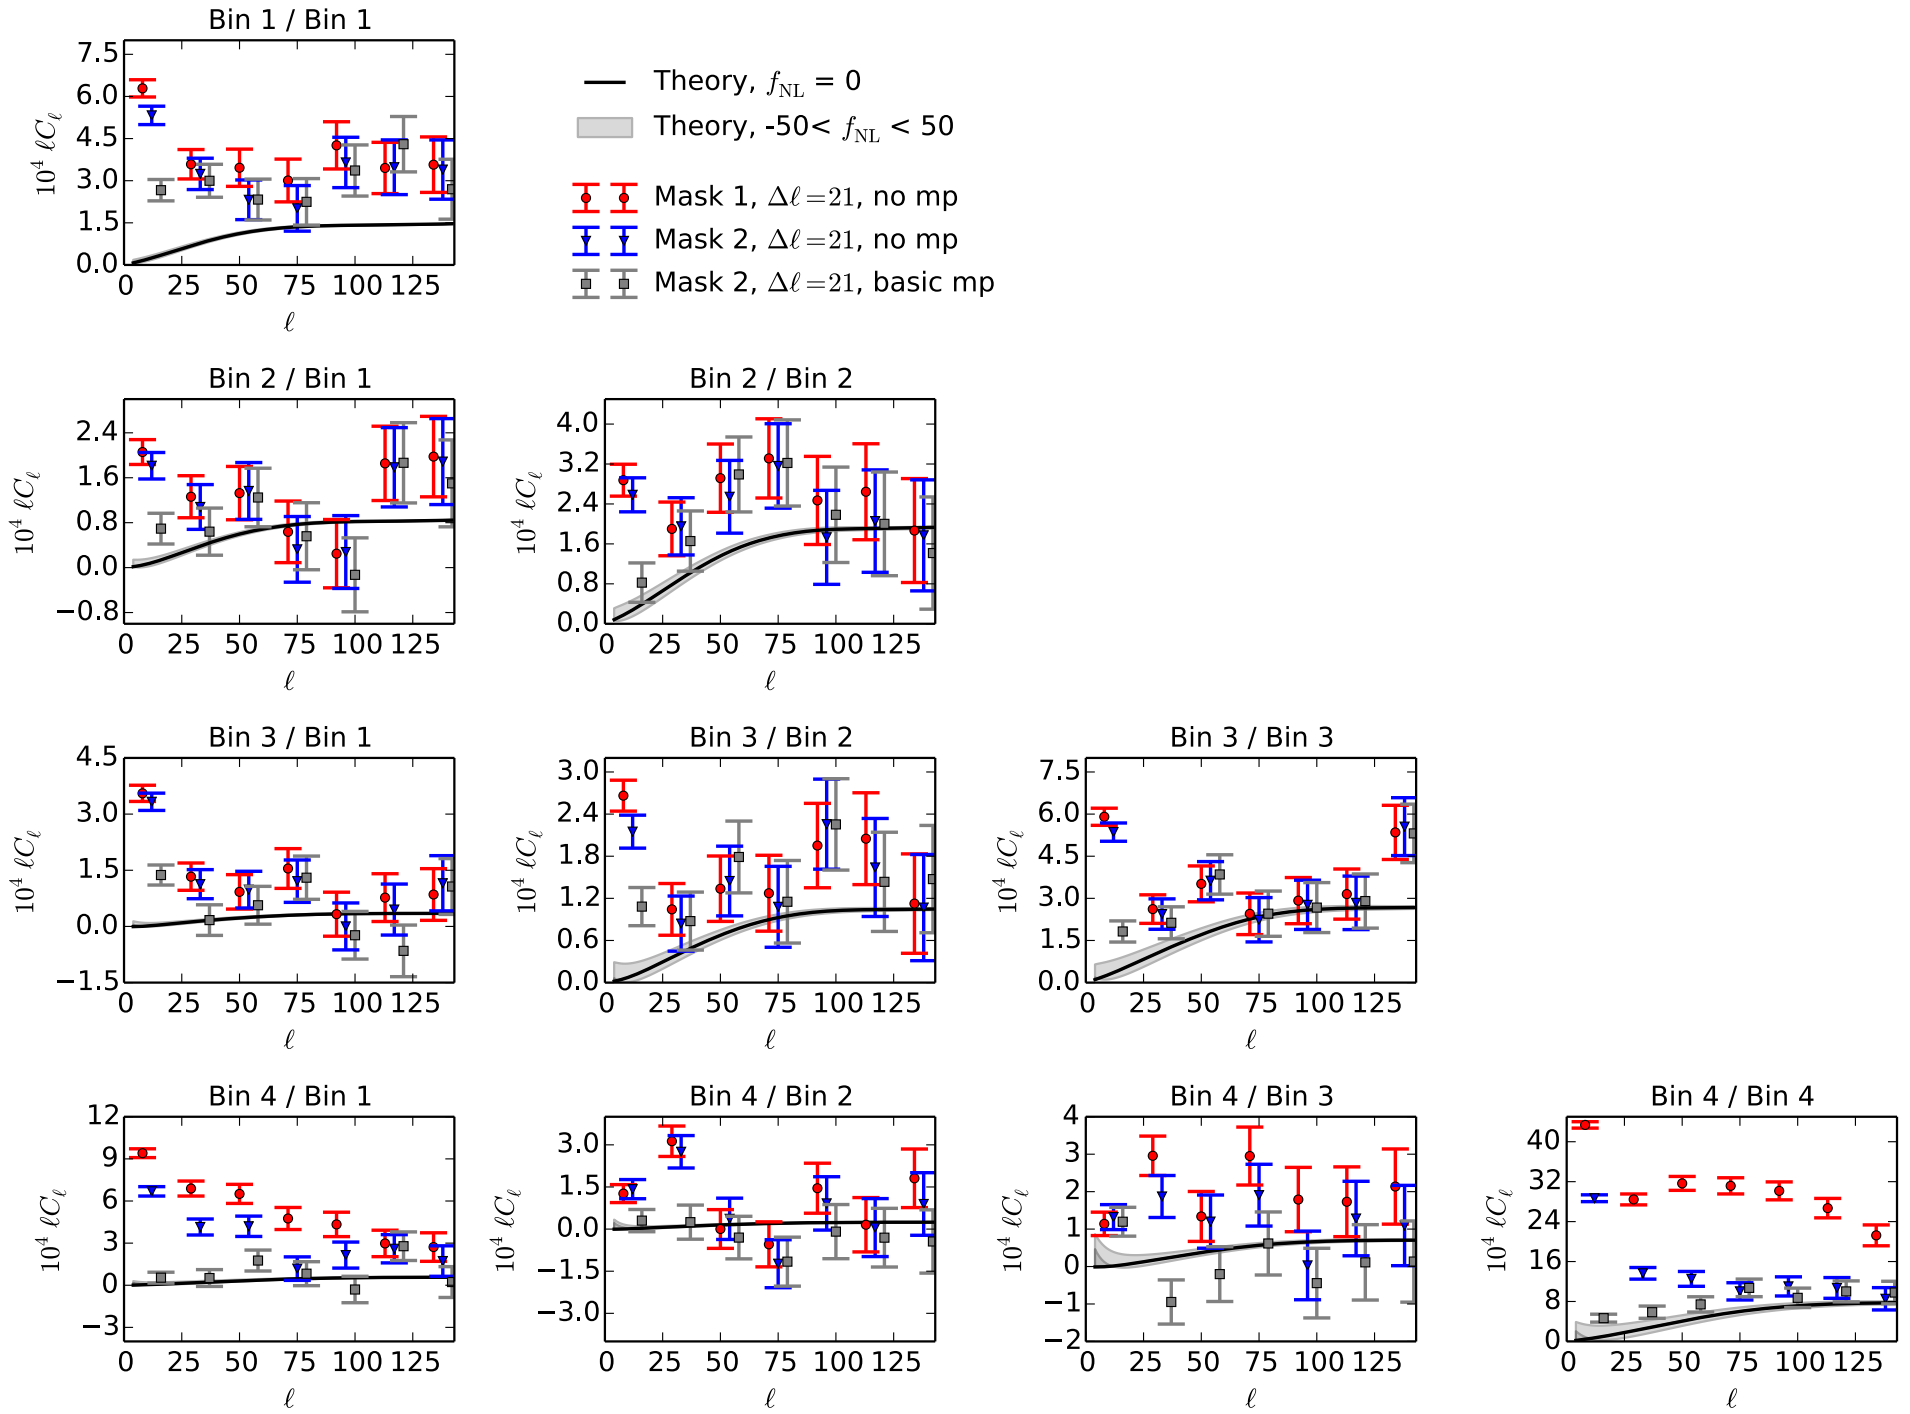 Bin 1 / Bin 1
7.5
6.0
4.5
3.0
1.5
0.0
10⁴ ℓC_ℓ
0 25 50 75 100 125
ℓ
Theory, f_NL = 0
Theory, -50< f_NL < 50
Mask 1, Δℓ=21, no mp
Mask 2, Δℓ=21, no mp
Mask 2, Δℓ=21, basic mp
Bin 2 / Bin 1
2.4
1.6
0.8
0.0
−0.8
10⁴ ℓC_ℓ
0 25 50 75 100 125
ℓ
Bin 2 / Bin 2
4.0
3.2
2.4
1.6
0.8
0.0
10⁴ ℓC_ℓ
0 25 50 75 100 125
ℓ
Bin 3 / Bin 1
4.5
3.0
1.5
0.0
−1.5
10⁴ ℓC_ℓ
0 25 50 75 100 125
ℓ
Bin 3 / Bin 2
3.0
2.4
1.8
1.2
0.6
0.0
10⁴ ℓC_ℓ
0 25 50 75 100 125
ℓ
Bin 3 / Bin 3
7.5
6.0
4.5
3.0
1.5
0.0
10⁴ ℓC_ℓ
0 25 50 75 100 125
ℓ
Bin 4 / Bin 1
12
9
6
3
0
−3
10⁴ ℓC_ℓ
0 25 50 75 100 125
ℓ
Bin 4 / Bin 2
3.0
1.5
0.0
−1.5
−3.0
10⁴ ℓC_ℓ
0 25 50 75 100 125
ℓ
Bin 4 / Bin 3
4
3
2
1
0
−1
−2
10⁴ ℓC_ℓ
0 25 50 75 100 125
ℓ
Bin 4 / Bin 4
40
32
24
16
8
0
10⁴ ℓC_ℓ
0 25 50 75 100 125
ℓ